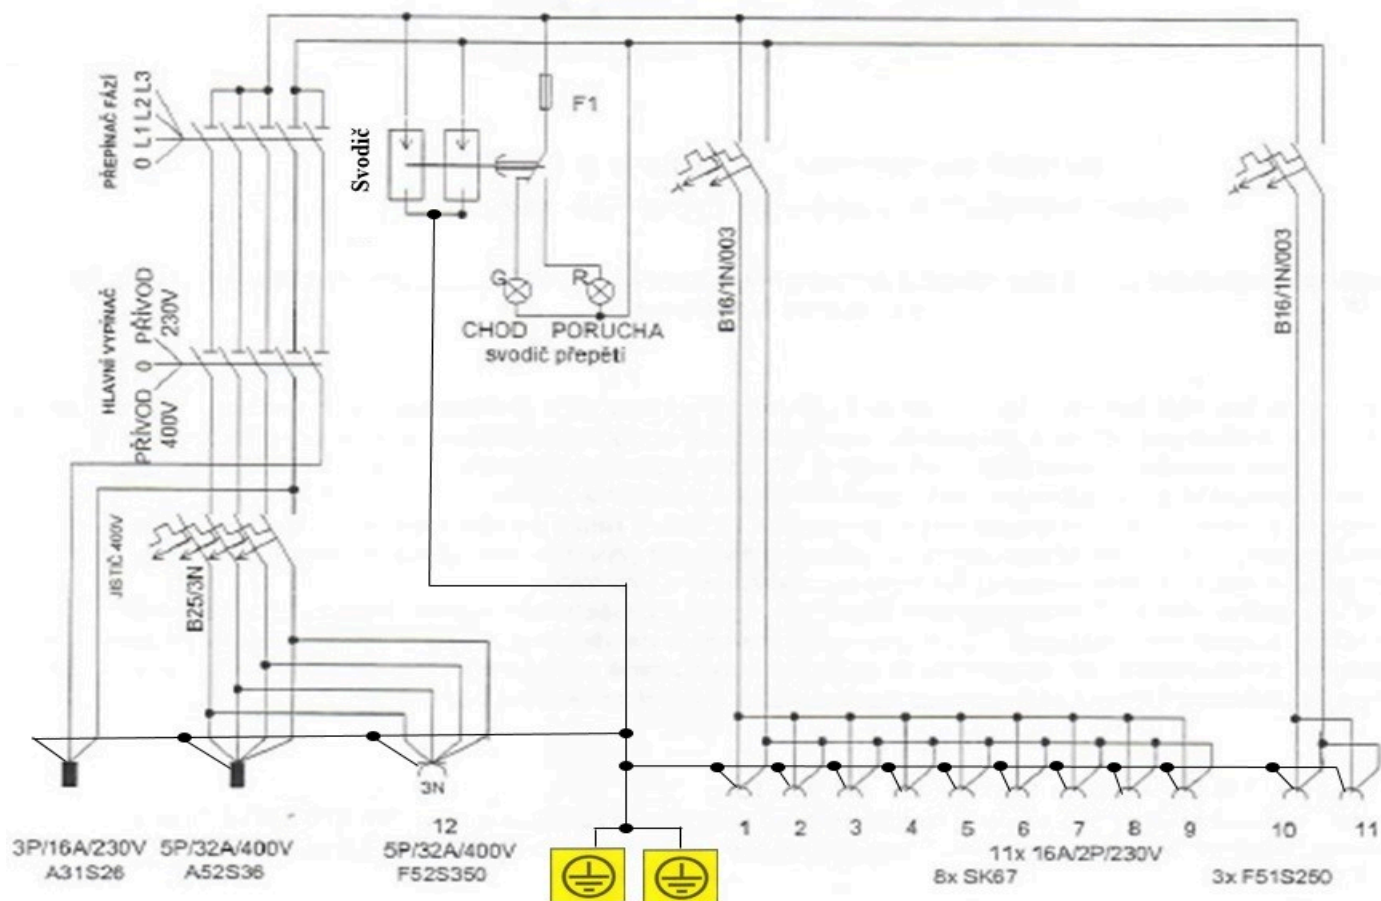 PŘEPÍNAČ FÁZÍ
0 L1 L2 L3
HLAVNÍ VYPÍNAČ
PŘÍVOD 400V 0 PŘÍVOD 230V
JISTIČ 400V
B25/3N
Svodič
F1
G
R
CHOD PORUCHA
svodič přepětí
B16/1N/003
B16/1N/003
3N
12
1 2 3 4 5 6 7 8 9 10 11
3P/16A/230V
A31S26
5P/32A/400V
A52S36
5P/32A/400V
F52S350
11x 16A/2P/230V
8x SK67
3x F51S250